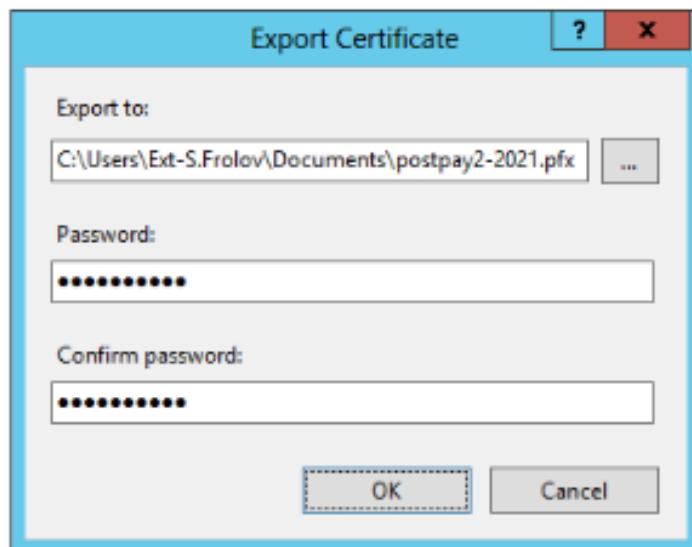 Export Certificate
?
x
Export to:
C:\Users\Ext-S.Frolov\Documents\postpay2-2021.pfx
...
Password:
●●●●●●●●●●
Confirm password:
●●●●●●●●●●
OK
Cancel